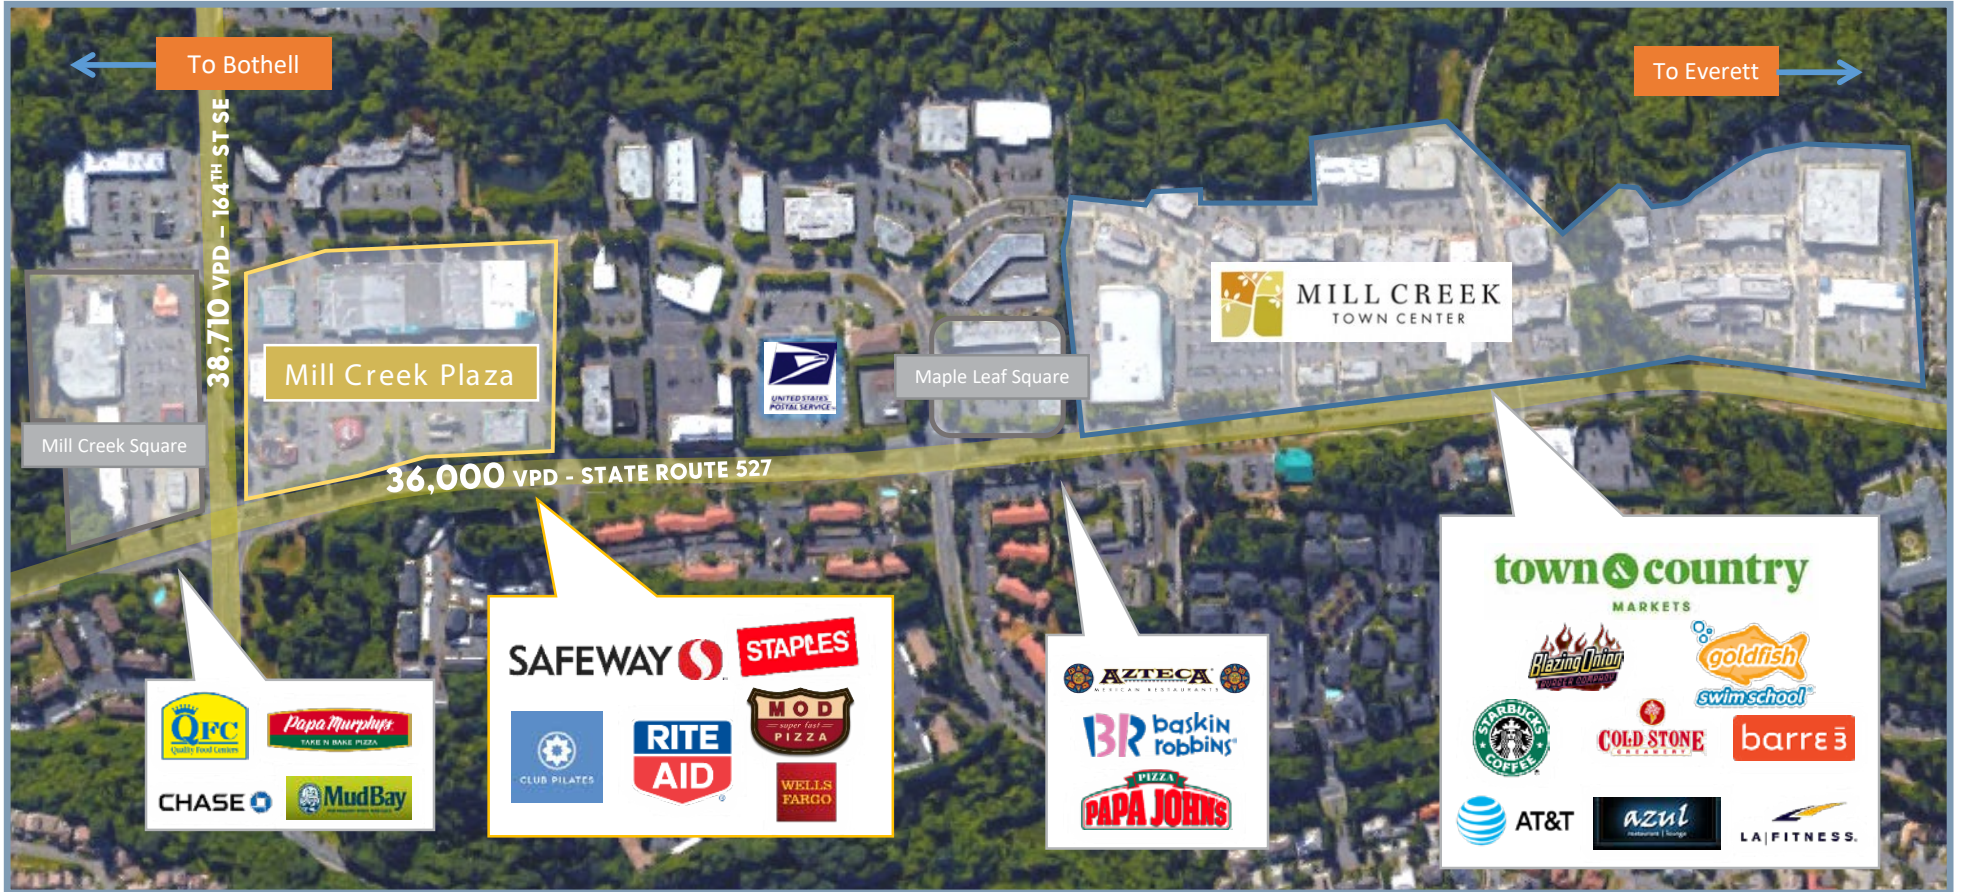 To Bothell
To Everett
38,710 VPD – 164TH ST SE
MILL CREEK
TOWN CENTER
Mill Creek Plaza
UNITED STATES
POSTAL SERVICE
Maple Leaf Square
Mill Creek Square
36,000 VPD - STATE ROUTE 527
QFC
Quality Food Centers
Papa Murphy's
TAKE N BAKE PIZZA
CHASE
MudBay
SAFEWAY
STAPLES
CLUB PILATES
RITE
AID
MOD
super fast
PIZZA
WELLS
FARGO
AZTECA
MEXICAN RESTAURANTS
BR baskin
robbins
PIZZA
PAPA JOHNS
town & country
MARKETS
Blazing Onion
BURGER COMPANY
goldfish
swim school
STARBUCKS
COFFEE
COLD STONE
CREAMERY
barre3
AT&T
azul
restaurant | lounge
LA|FITNESS.